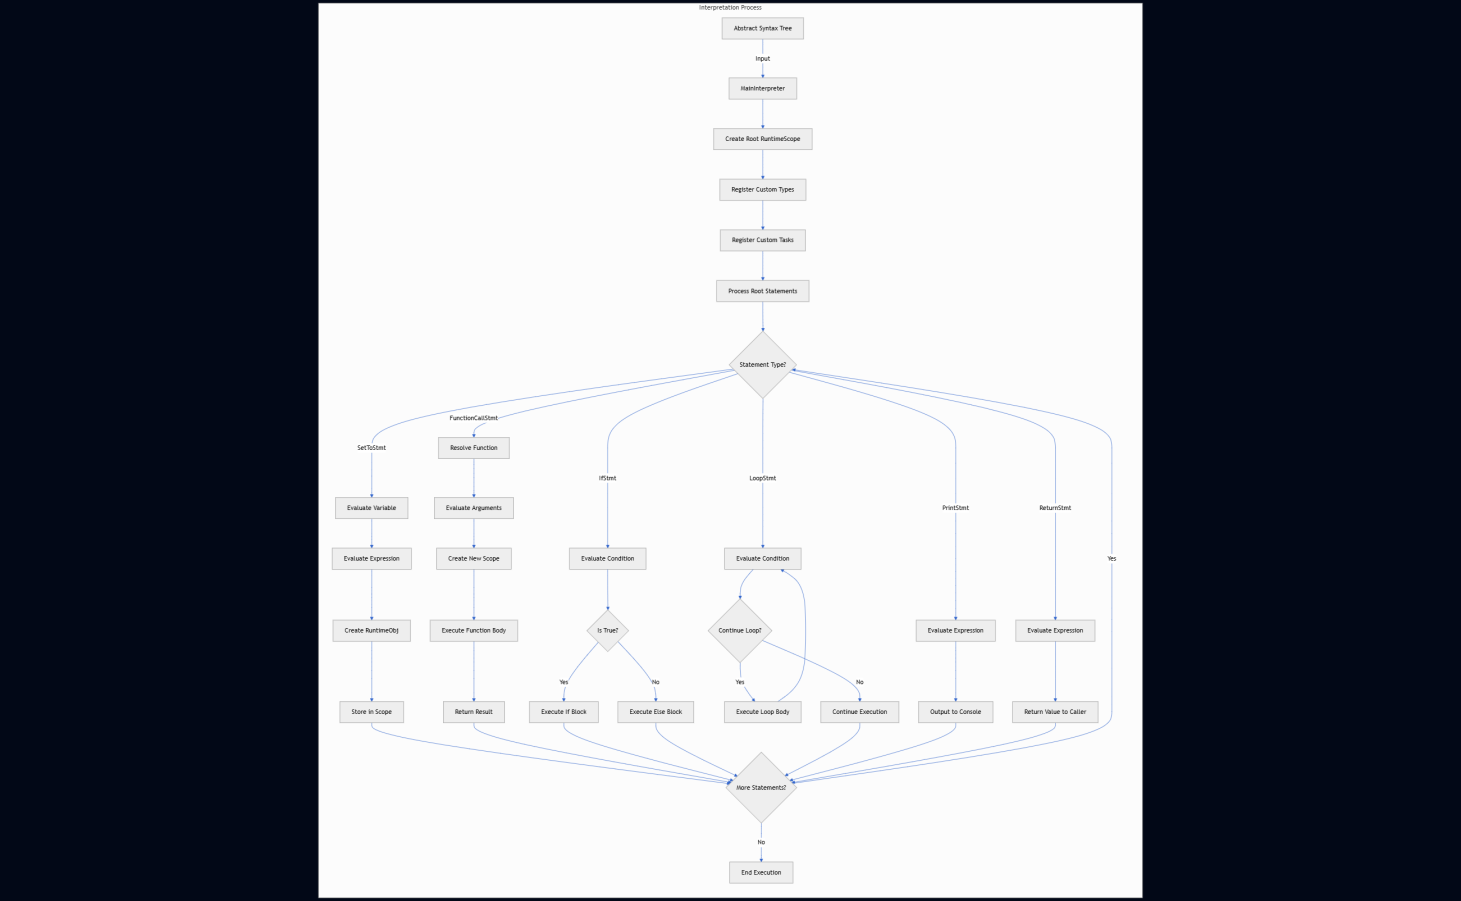 Interpretation Process
Abstract Syntax Tree
Input
MainInterpreter
Create Root RuntimeScope
Register Custom Types
Register Custom Tasks
Process Root Statements
Statement Type?
FunctionCallStmt
SetToStmt
Resolve Function
IfStmt
LoopStmt
Evaluate Variable
Evaluate Arguments
PrintStmt
ReturnStmt
Evaluate Expression
Create New Scope
Evaluate Condition
Evaluate Condition
Yes
Create RuntimeObj
Execute Function Body
Is True?
Continue Loop?
Evaluate Expression
Evaluate Expression
Yes
No
Yes
No
Store in Scope
Return Result
Execute If Block
Execute Else Block
Execute Loop Body
Continue Execution
Output to Console
Return Value to Caller
More Statements?
No
End Execution